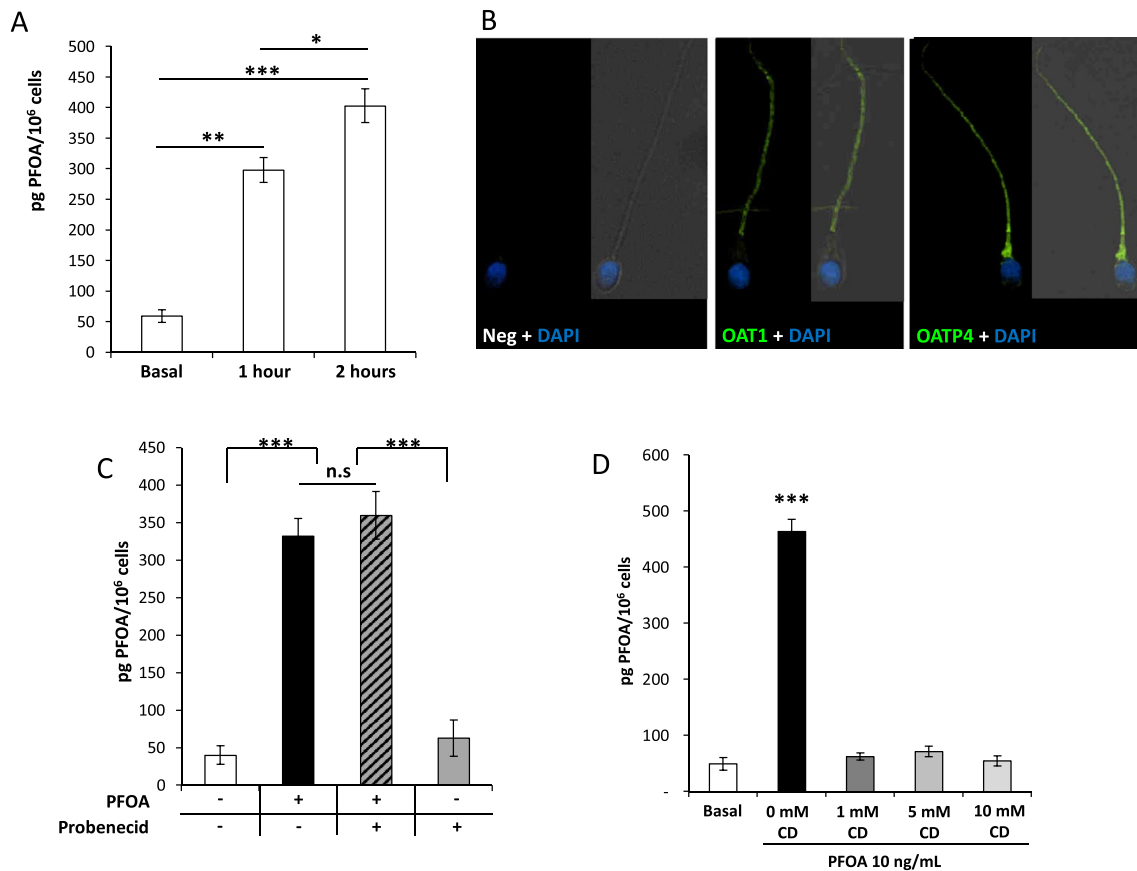 A
pg PFOA/10⁶ cells
500
450
400
350
300
250
200
150
100
50
0
*
***
**
Basal 1 hour 2 hours
B
Neg + DAPI
OAT1 + DAPI
OATP4 + DAPI
C
pg PFOA/10⁶ cells
450
400
350
300
250
200
150
100
50
0
*** ***
n.s
PFOA - + + -
Probenecid - - + +
D
pg PFOA/10⁶ cells
600
500
400
300
200
100
-
***
Basal 0 mM 1 mM 5 mM 10 mM
CD CD CD CD
PFOA 10 ng/mL